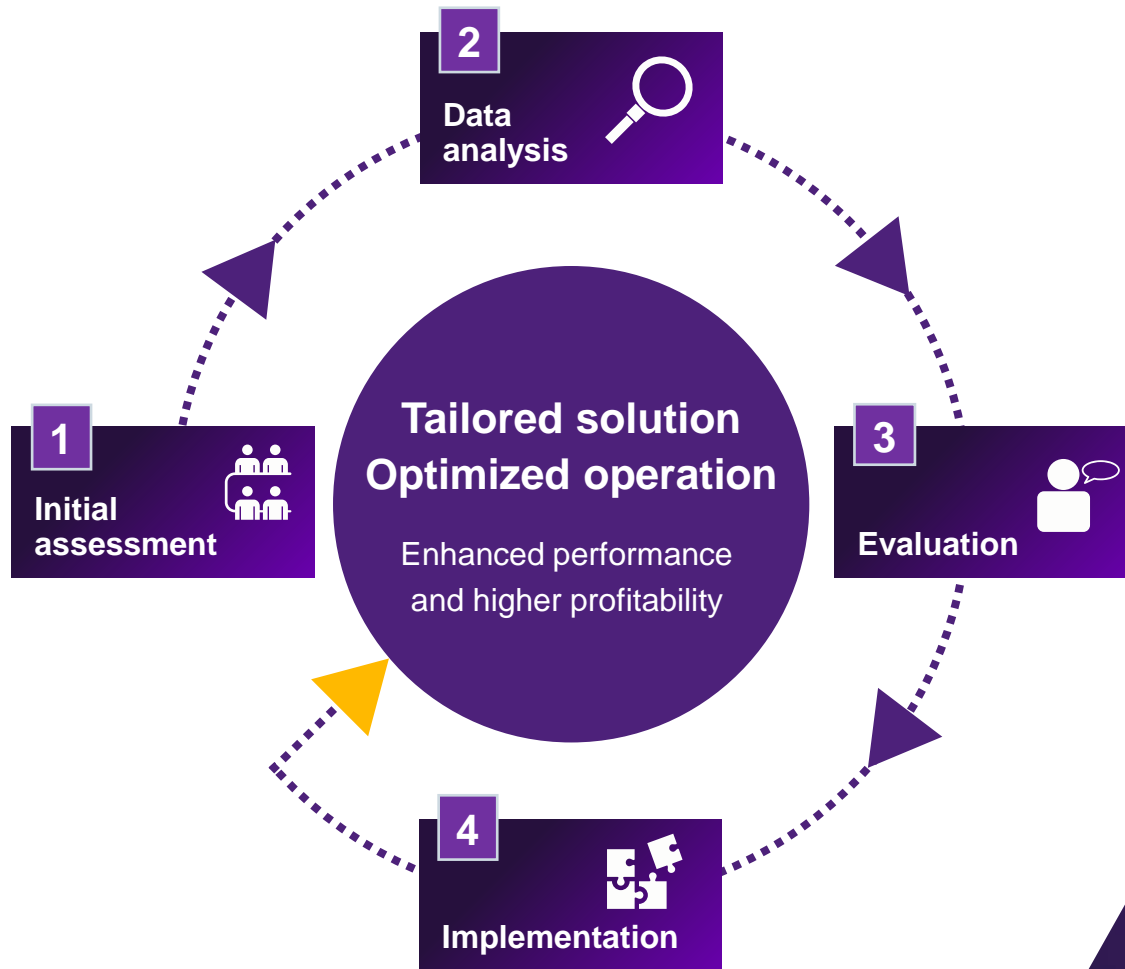 1
Initial
assessment
2
Data
analysis
3
Evaluation
4
Implementation
Tailored solution
Optimized operation
Enhanced performance
and higher profitability